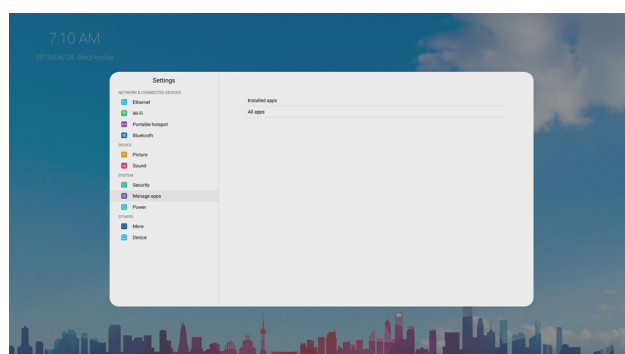 7:10 AM
2019/08/28, Wednesday
Settings
NETWORK & CONNECTED DEVICES
Ethernet
Wi-Fi
Portable hotspot
Bluetooth
DEVICE
Picture
Sound
SYSTEM
Security
Manage apps
Power
OTHERS
More
Device
Installed apps
All apps